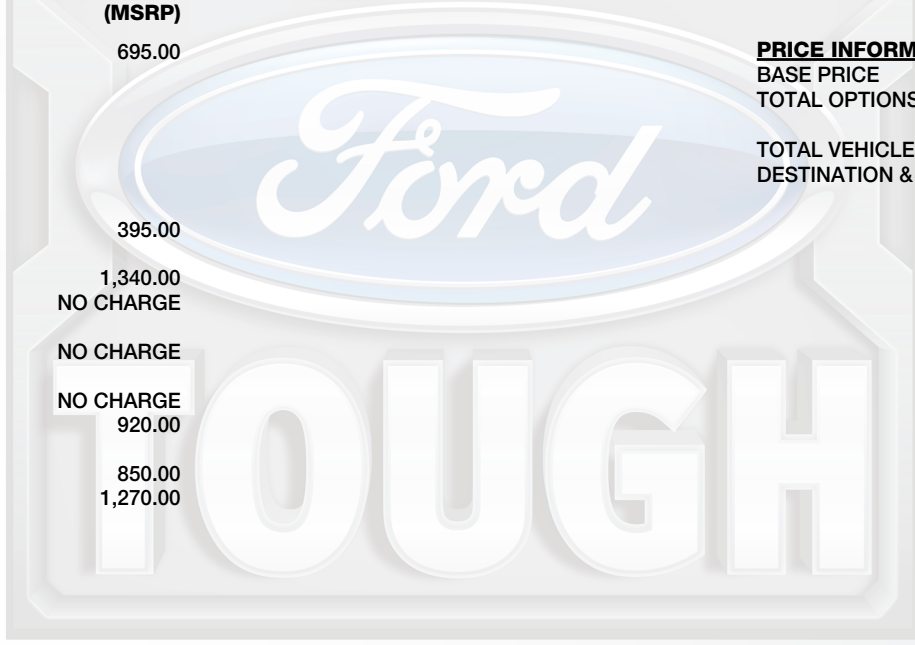 (MSRP)
695.00
395.00
1,340.00
NO CHARGE
NO CHARGE
NO CHARGE
920.00
850.00
1,270.00
PRICE INFORM
BASE PRICE
TOTAL OPTIONS
TOTAL VEHICLE
DESTINATION &
Ford
TOUGH